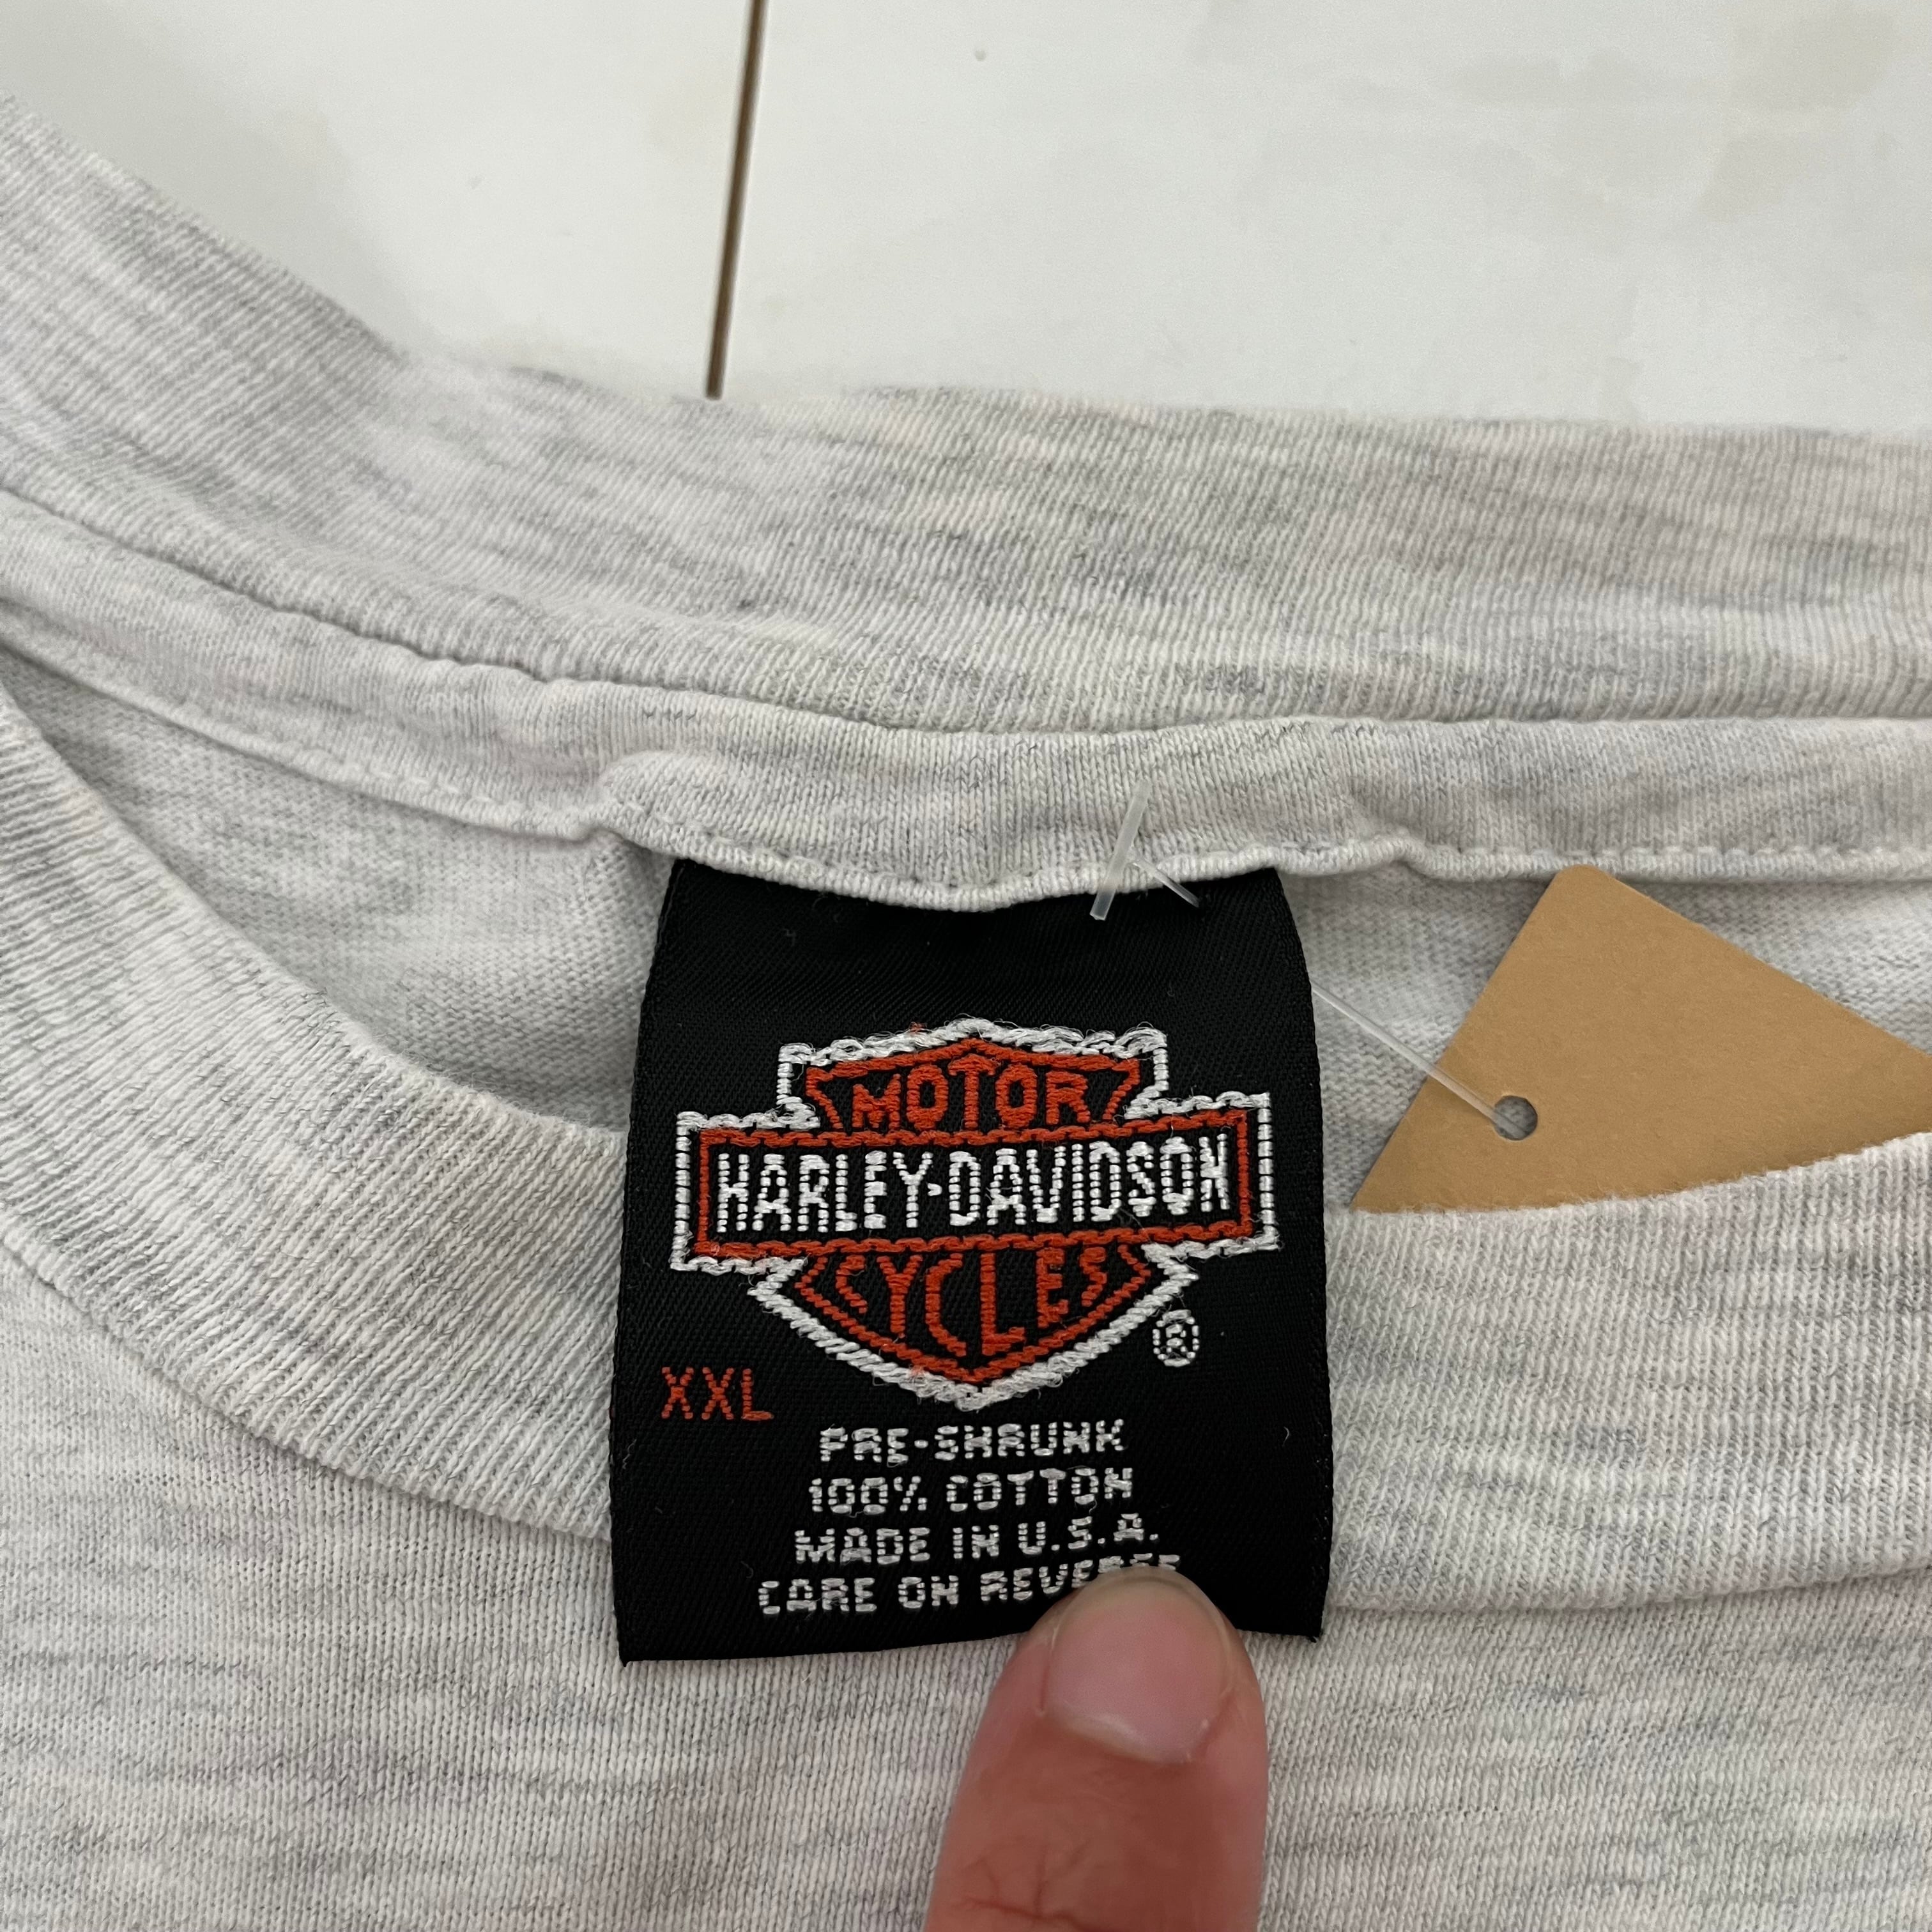 MOTOR
HARLEY-DAVIDSON
CYCLES
®
XXL
PRE-SHRUNK
100% COTTON
MADE IN U.S.A.
CARE ON REVERSE